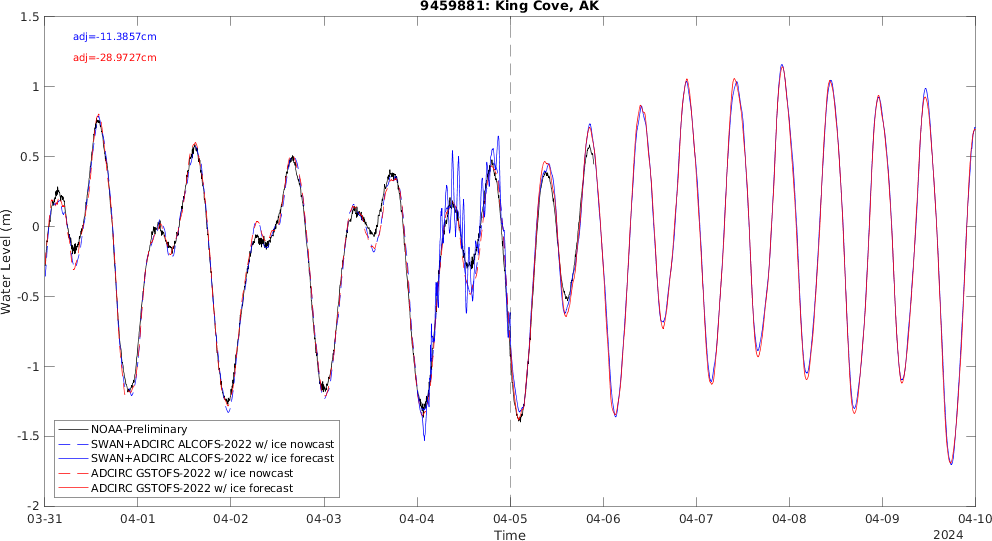 9459881: King Cove, AK
adj=-11.3857cm
adj=-28.9727cm
Water Level (m)
1.5
1
0.5
0
-0.5
-1
-1.5
-2
NOAA-Preliminary
SWAN+ADCIRC ALCOFS-2022 w/ ice nowcast
SWAN+ADCIRC ALCOFS-2022 w/ ice forecast
ADCIRC GSTOFS-2022 w/ ice nowcast
ADCIRC GSTOFS-2022 w/ ice forecast
03-31 04-01 04-02 04-03 04-04 04-05 04-06 04-07 04-08 04-09 04-10
Time
2024